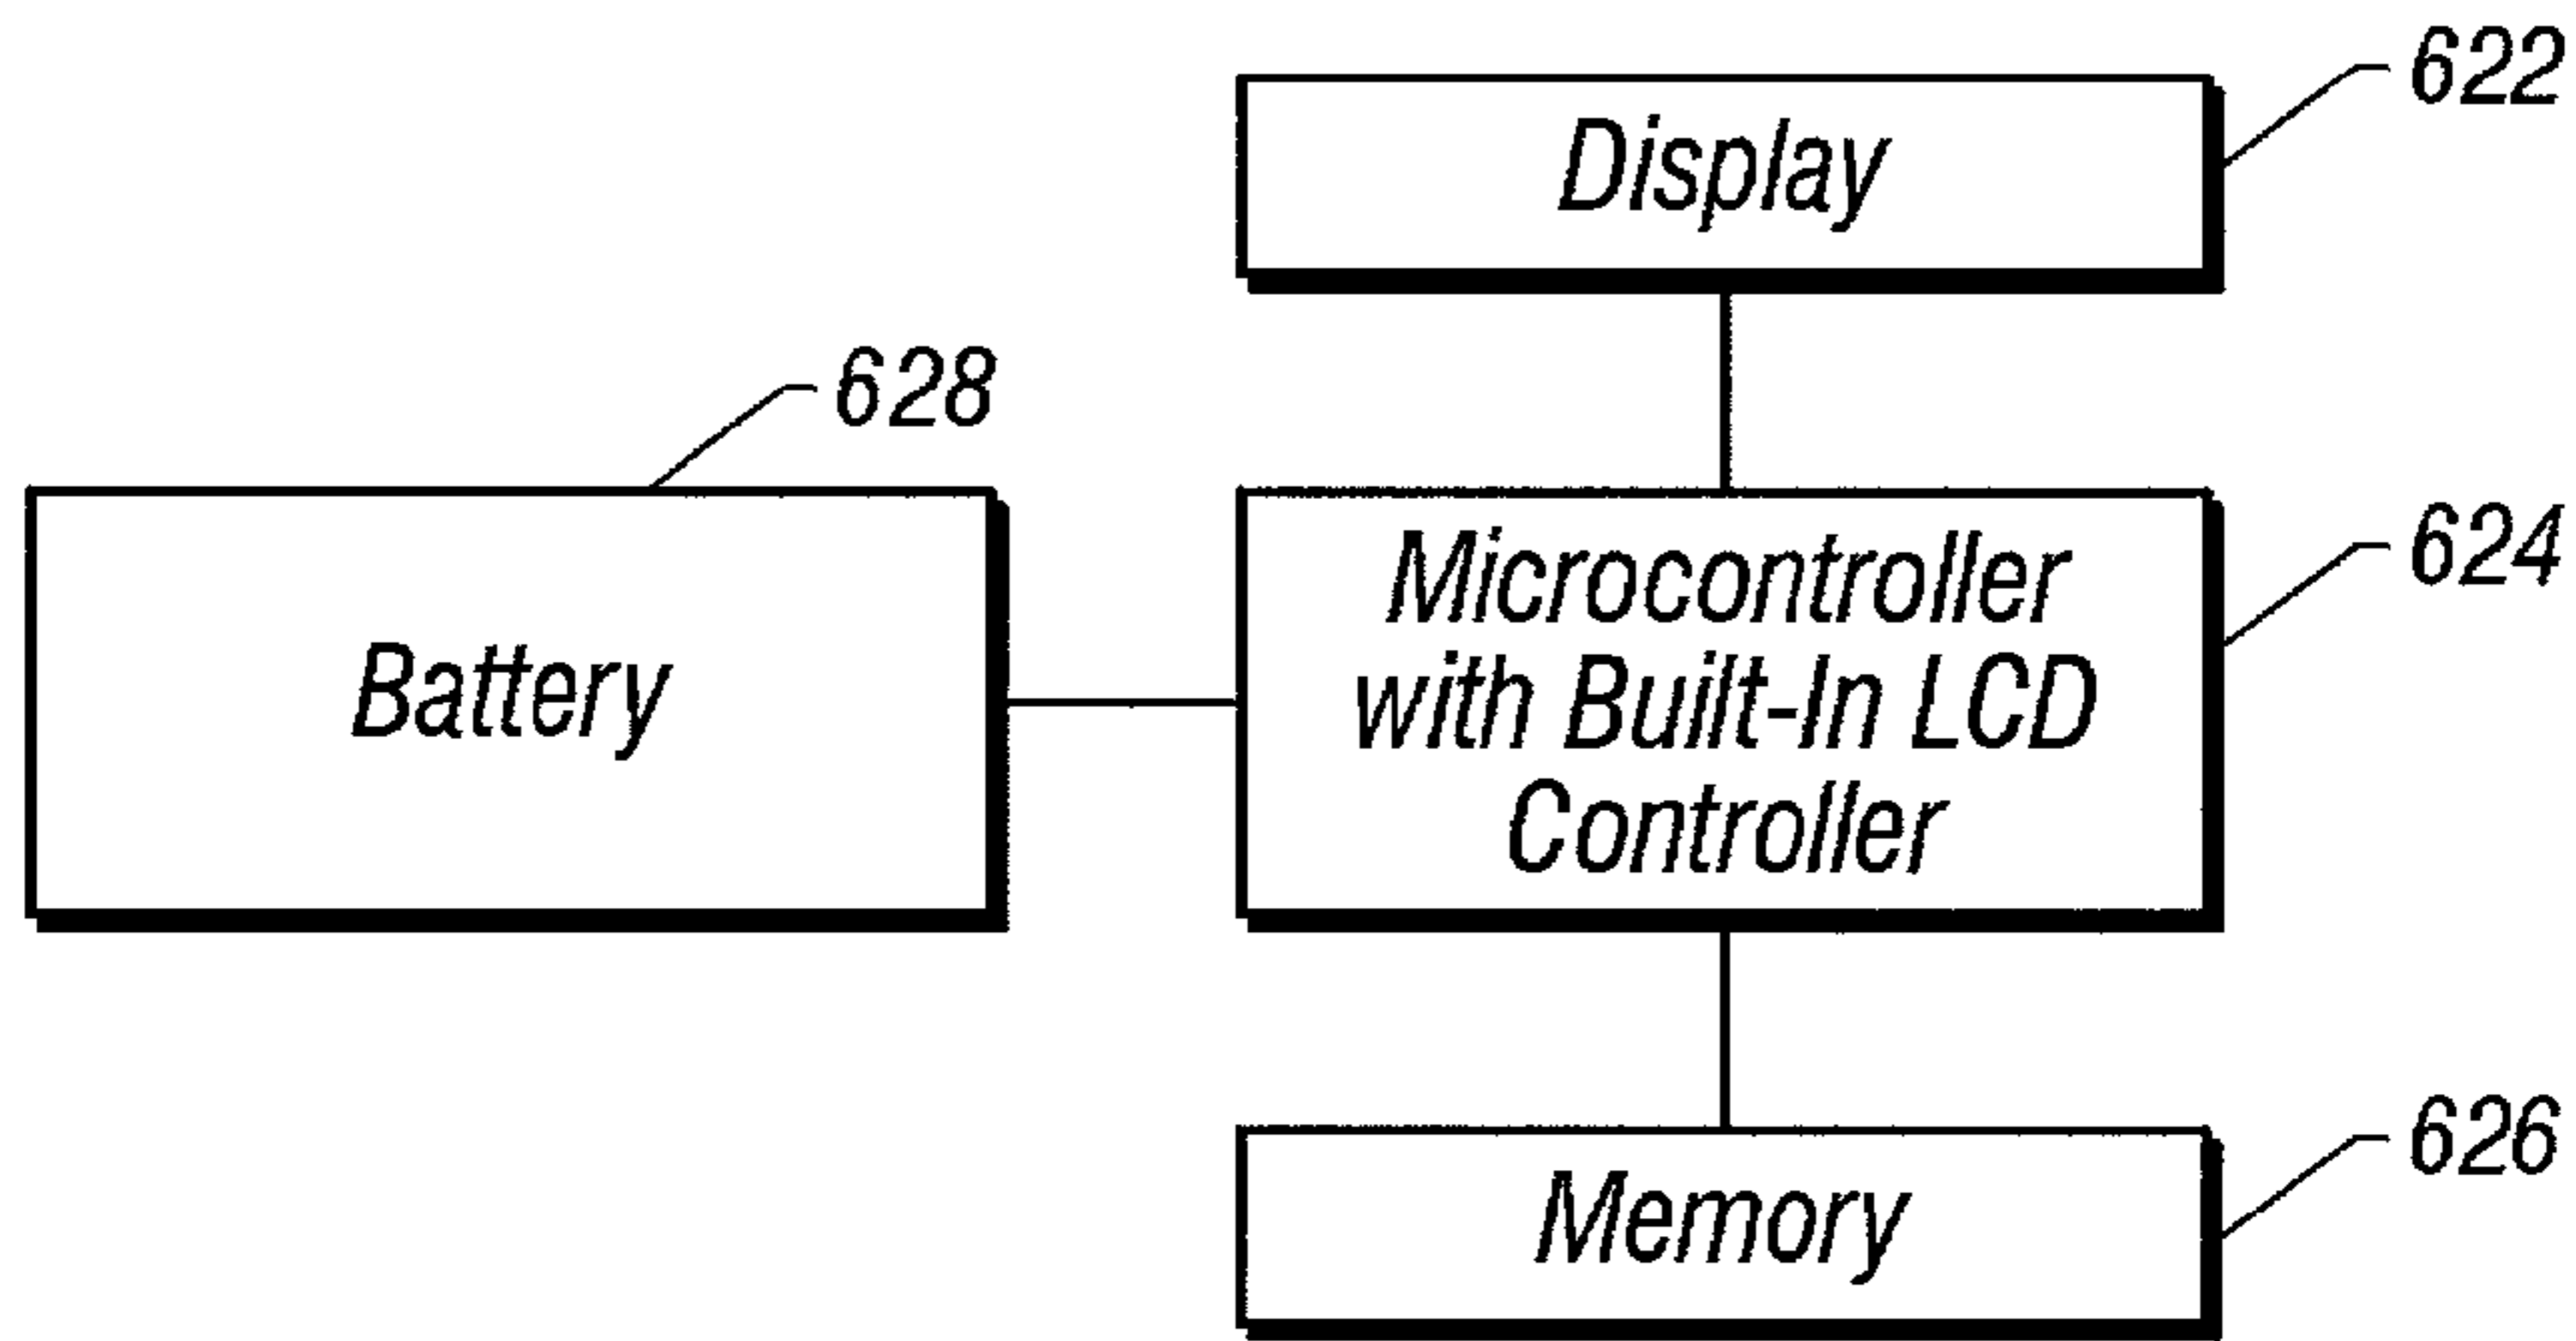 622
Display
628
624
Battery
Microcontroller
with Built-In LCD
Controller
626
Memory